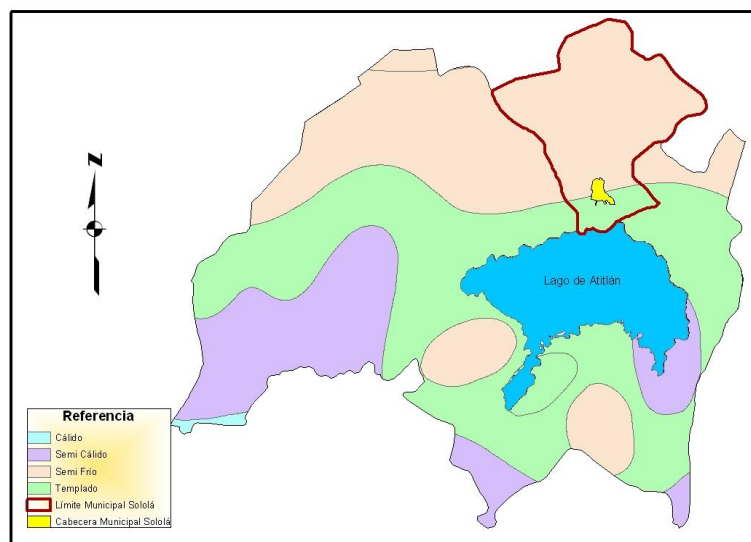 N
Lago de Atitlán
Referencia
Cálido
Semi Cálido
Semi Frío
Templado
Límite Municipal Sololá
Cabecera Municipal Sololá